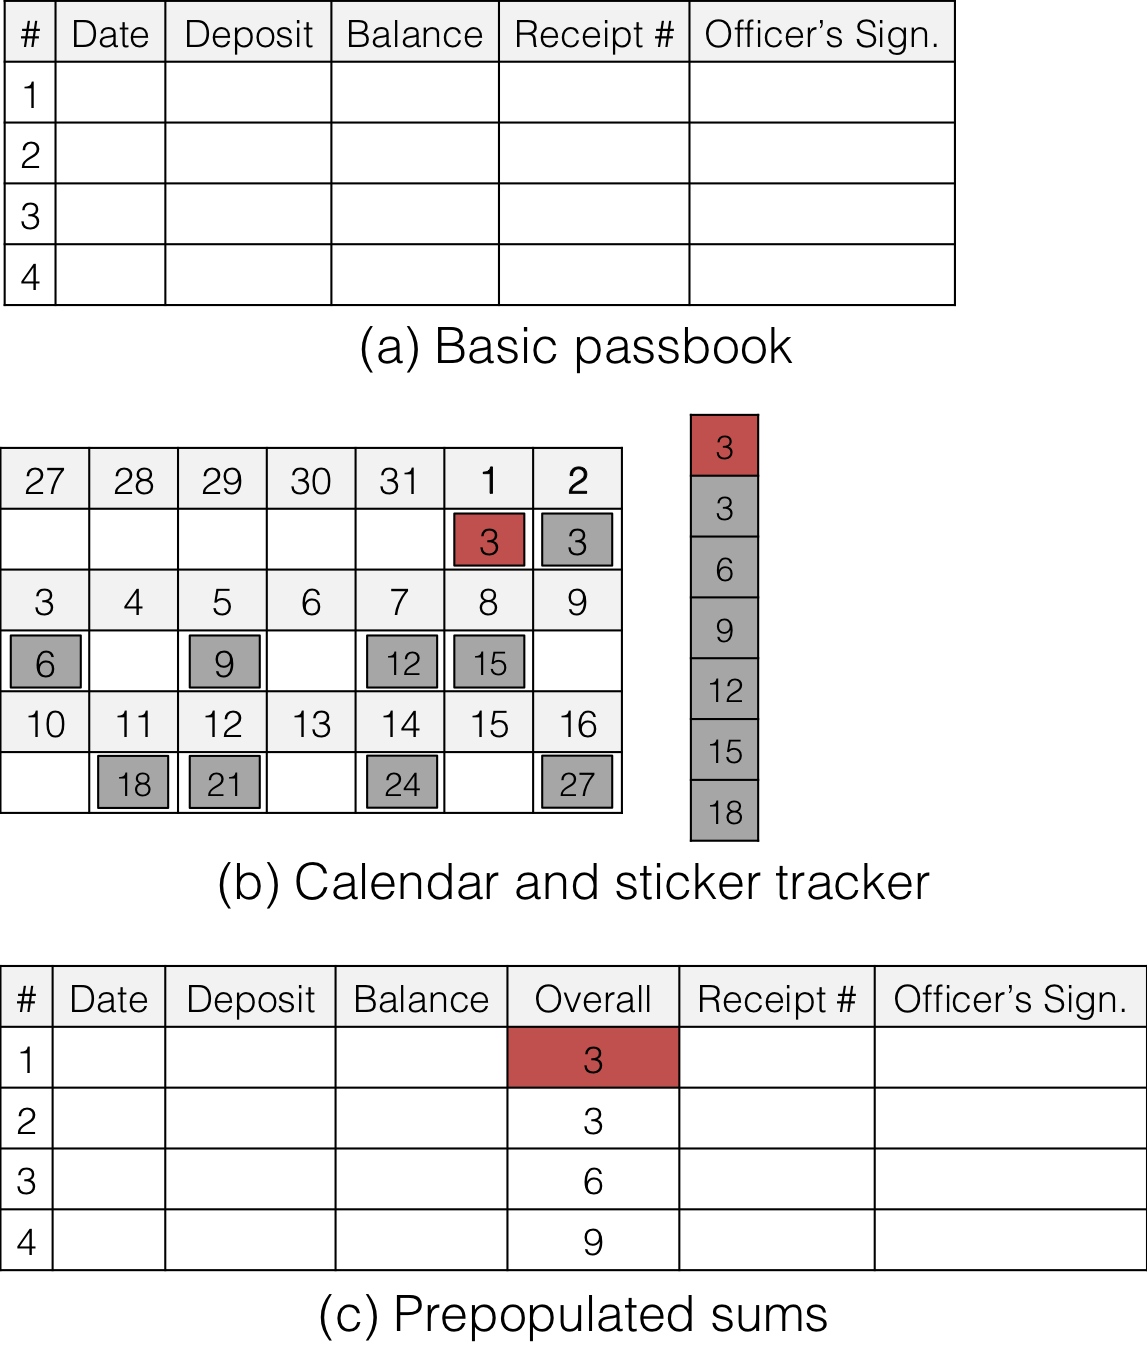 # Date Deposit Balance Receipt # Officer’s Sign.
1
2
3
4
(a) Basic passbook
27 28 29 30 31 1 2
3 3
3 4 5 6 7 8 9
6 9 12 15
10 11 12 13 14 15 16
18 21 24 27
3
3
6
9
12
15
18
(b) Calendar and sticker tracker
# Date Deposit Balance Overall Receipt # Officer’s Sign.
1 3
2 3
3 6
4 9
(c) Prepopulated sums